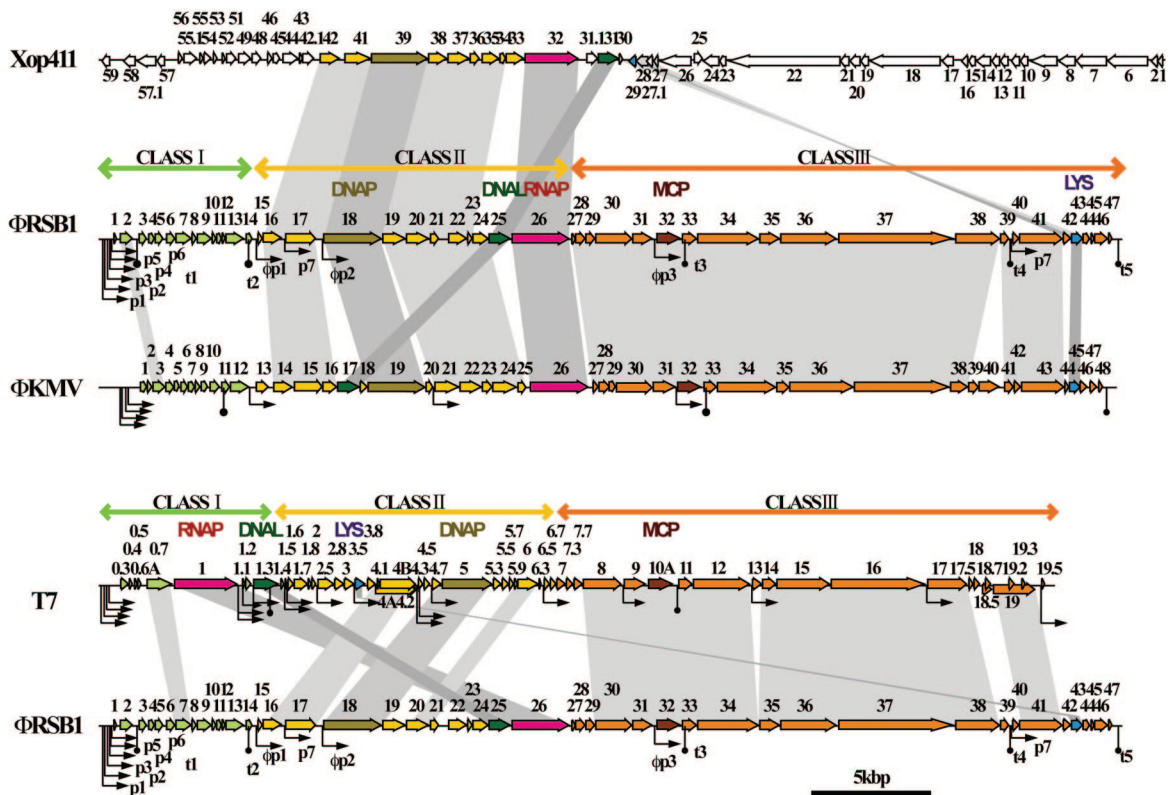 56 55 53 51 46 43
55.1 54 52 49 48 45 44 42.1 42 41 39 38 37 36 35 34 33 32 31.1 31 30 25
Xop411
59 58 57 57.1 29 28 27 27.1 26 24 23 22 21 20 19 18 17 16 15 14 13 12 11 10 9 8 7 6 2 1
CLASS I CLASS II CLASS III
DNAP DNAL RNAP MCP LYS
10 12 15 23 28 30 40 43 45 47
1 2 3 4 5 6 7 8 9 11 13 14 16 17 18 19 20 21 22 24 25 26 27 29 31 32 33 34 35 36 37 38 39 41 42 44 46
ΦRSB1
p1 p2 p3 p4 p5 p6 t1 t2 ϕp1 p7 ϕp2 ϕp3 t3 t4 p7 t5
2 4 6 8 10 28 42 45 47
1 3 5 7 9 11 12 13 14 15 16 17 18 19 20 21 22 23 24 25 26 27 29 30 31 32 33 34 35 36 37 38 39 40 41 43 44 46 48
ΦKMV
CLASS I CLASS II CLASS III
RNAP DNAL LYS DNAP MCP
0.5 1.6 2 3.8 5.7 6.7 7.7 18 19.3
0.4 0.7 1 1.2 1.5 1.8 2.8 3.5 4.5 5.5 6 6.5 7.3 18.7 19.2
0.3 0.6A 1.1 1.3 1.4 1.7 2.5 3 4.1 4B 4.3 4.7 5 5.3 5.9 6.3 7 8 9 10A 11 12 13 14 15 16 17 17.5 19.5
T7
4A 4.2 18.5 19
10 12 15 23 28 30 40 43 45 47
1 2 3 4 5 6 7 8 9 11 13 14 16 17 18 19 20 21 22 24 25 26 27 29 31 32 33 34 35 36 37 38 39 41 42 44 46
ΦRSB1
p1 p2 p3 p4 p5 p6 t1 t2 ϕp1 p7 ϕp2 ϕp3 t3 t4 p7 t5
5kbp